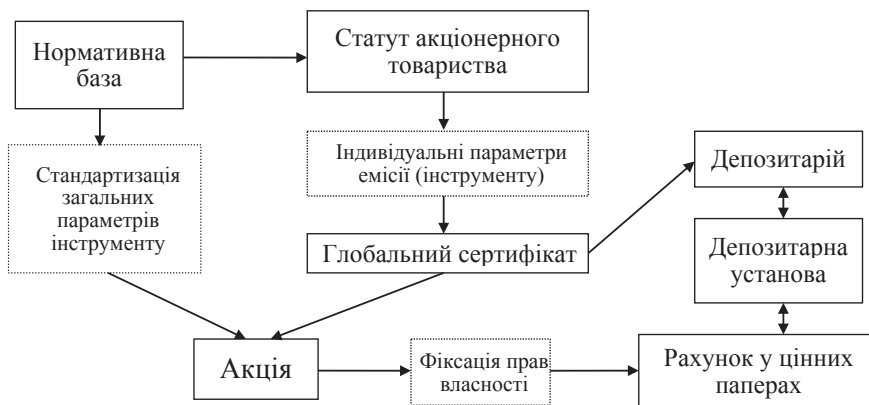 Нормативна
база
Статут акціонерного
товариства
Стандартизація
загальних
параметрів
інструменту
Індивідуальні параметри
емісії (інструменту)
Депозитарій
Глобальний сертифікат
Депозитарна
установа
Акція
Фіксація прав
власності
Рахунок у цінних
паперах